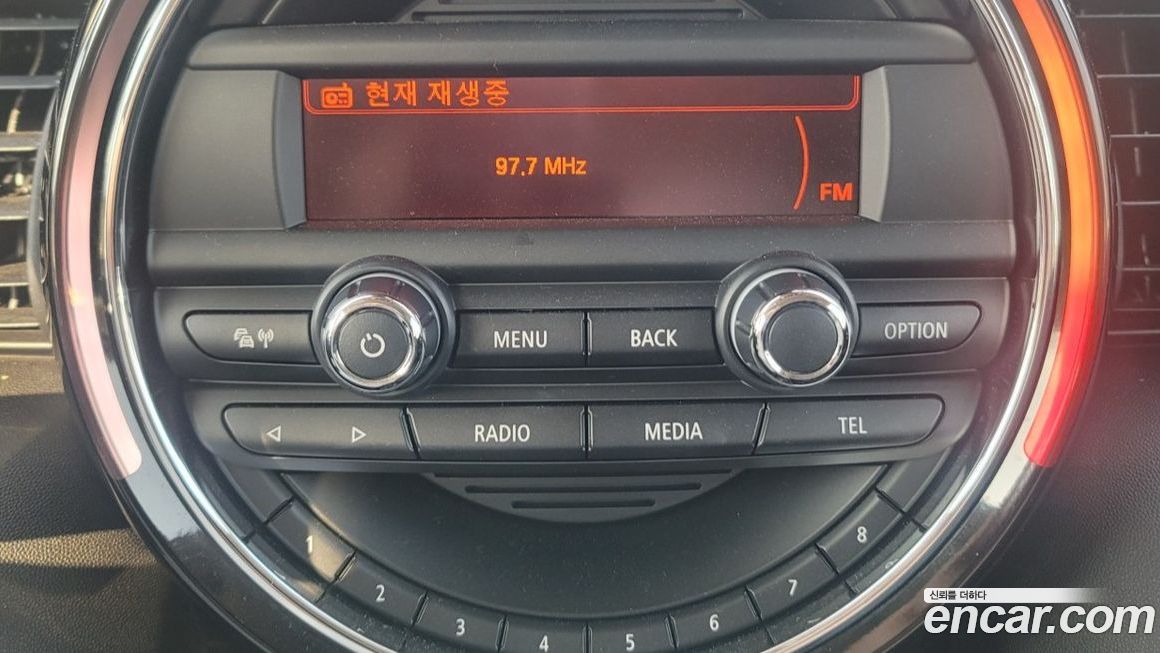 현재 재생중
97.7 MHz
FM
MENU
BACK
OPTION
RADIO
MEDIA
TEL
1
2
3
4
5
6
7
8
신뢰를 더하다
encar.com